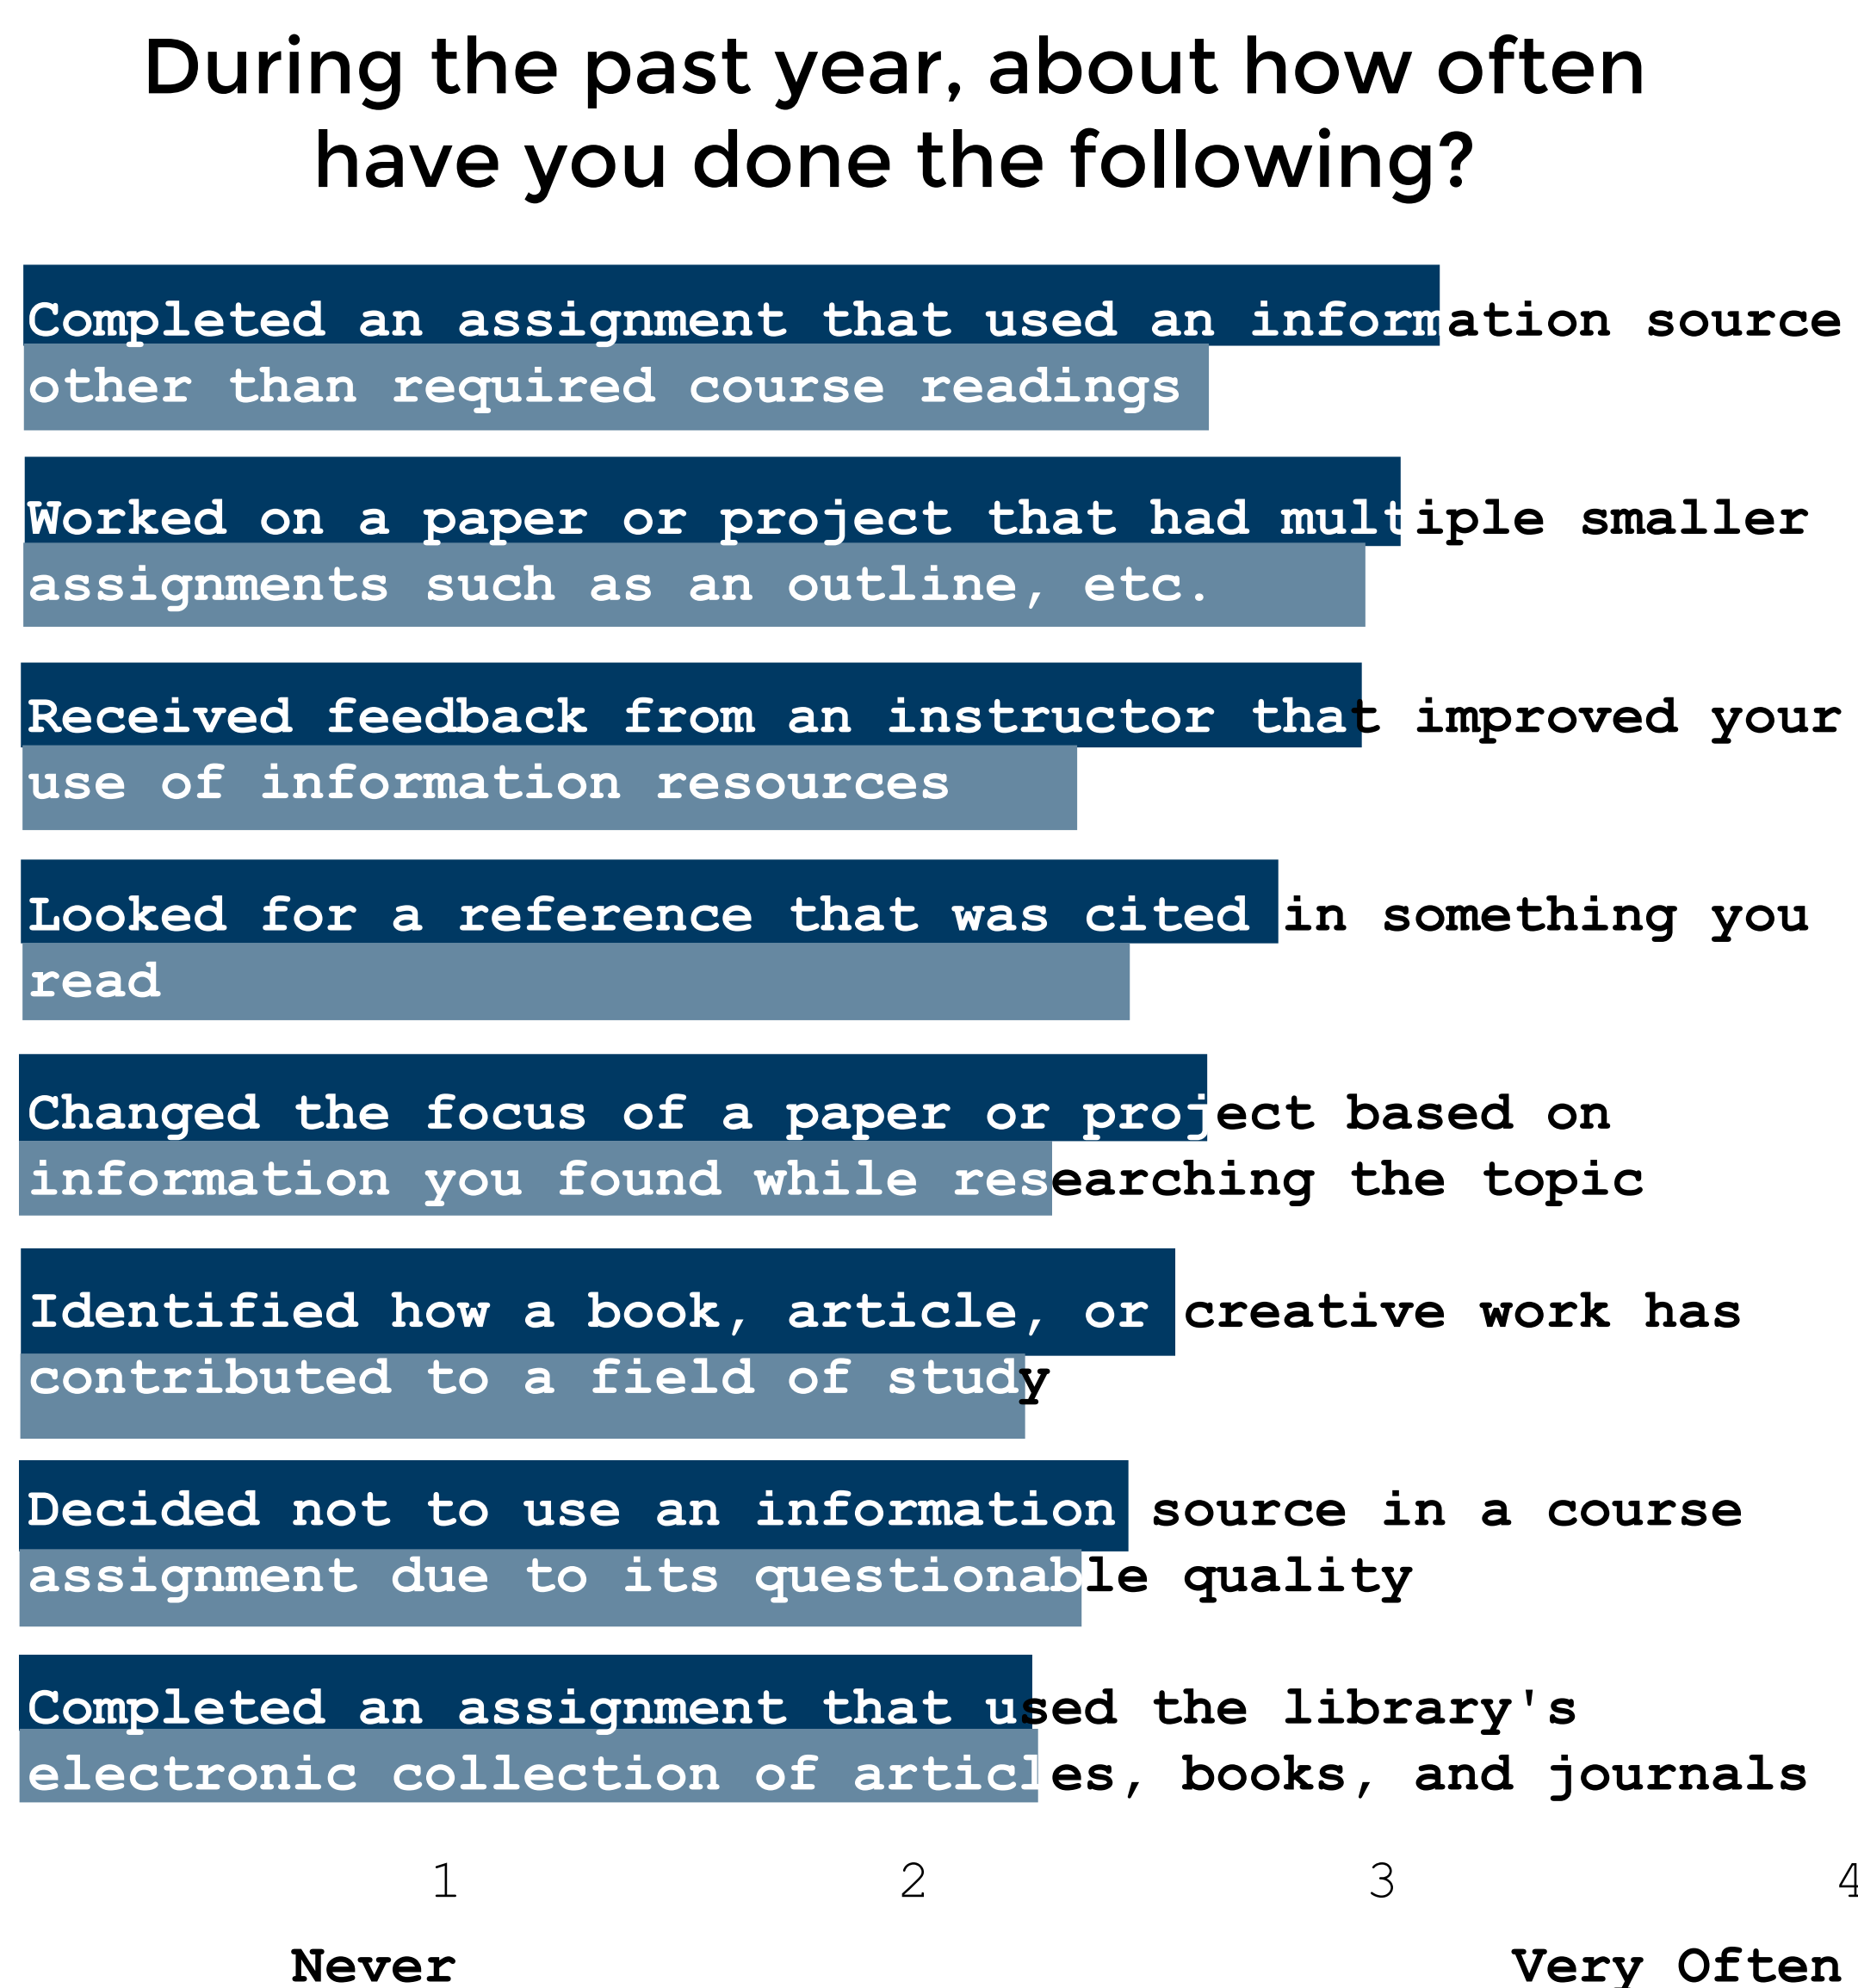 During the past year, about how often
have you done the following?
Completed an assignment that used an information source
other than required course readings
Worked on a paper or project that had multiple smaller
assignments such as an outline, etc.
Received feedback from an instructor that improved your
use of information resources
Looked for a reference that was cited in something you
read
Changed the focus of a paper or project based on
information you found while researching the topic
Identified how a book, article, or creative work has
contributed to a field of study
Decided not to use an information source in a course
assignment due to its questionable quality
Completed an assignment that used the library's
electronic collection of articles, books, and journals
1 2 3 4
Never Very Often